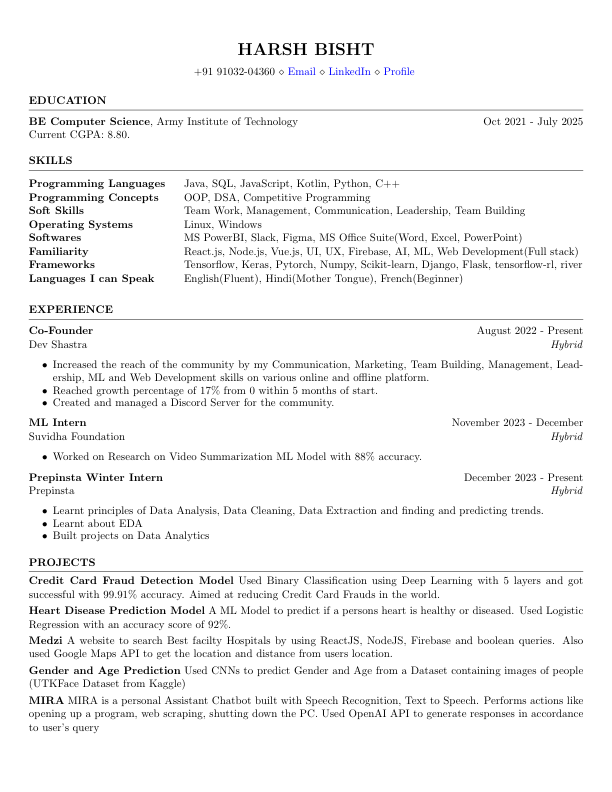 HARSH BISHT
+91 91032-04360 ⋄ Email ⋄ LinkedIn ⋄ Profile
EDUCATION
BE Computer Science, Army Institute of Technology Oct 2021 - July 2025
Current CGPA: 8.80.
SKILLS
Programming Languages Java, SQL, JavaScript, Kotlin, Python, C++
Programming Concepts OOP, DSA, Competitive Programming
Soft Skills Team Work, Management, Communication, Leadership, Team Building
Operating Systems Linux, Windows
Softwares MS PowerBI, Slack, Figma, MS Office Suite(Word, Excel, PowerPoint)
Familiarity React.js, Node.js, Vue.js, UI, UX, Firebase, AI, ML, Web Development(Full stack)
Frameworks Tensorflow, Keras, Pytorch, Numpy, Scikit-learn, Django, Flask, tensorflow-rl, river
Languages I can Speak English(Fluent), Hindi(Mother Tongue), French(Beginner)
EXPERIENCE
Co-Founder August 2022 - Present
Dev Shastra Hybrid
• Increased the reach of the community by my Communication, Marketing, Team Building, Management, Lead-
ership, ML and Web Development skills on various online and offline platform.
• Reached growth percentage of 17% from 0 within 5 months of start.
• Created and managed a Discord Server for the community.
ML Intern November 2023 - December
Suvidha Foundation Hybrid
• Worked on Research on Video Summarization ML Model with 88% accuracy.
Prepinsta Winter Intern December 2023 - Present
Prepinsta Hybrid
• Learnt principles of Data Analysis, Data Cleaning, Data Extraction and finding and predicting trends.
• Learnt about EDA
• Built projects on Data Analytics
PROJECTS
Credit Card Fraud Detection Model Used Binary Classification using Deep Learning with 5 layers and got
successful with 99.91% accuracy. Aimed at reducing Credit Card Frauds in the world.
Heart Disease Prediction Model A ML Model to predict if a persons heart is healthy or diseased. Used Logistic
Regression with an accuracy score of 92%.
Medzi A website to search Best facilty Hospitals by using ReactJS, NodeJS, Firebase and boolean queries. Also
used Google Maps API to get the location and distance from users location.
Gender and Age Prediction Used CNNs to predict Gender and Age from a Dataset containing images of people
(UTKFace Dataset from Kaggle)
MIRA MIRA is a personal Assistant Chatbot built with Speech Recognition, Text to Speech. Performs actions like
opening up a program, web scraping, shutting down the PC. Used OpenAI API to generate responses in accordance
to user's query